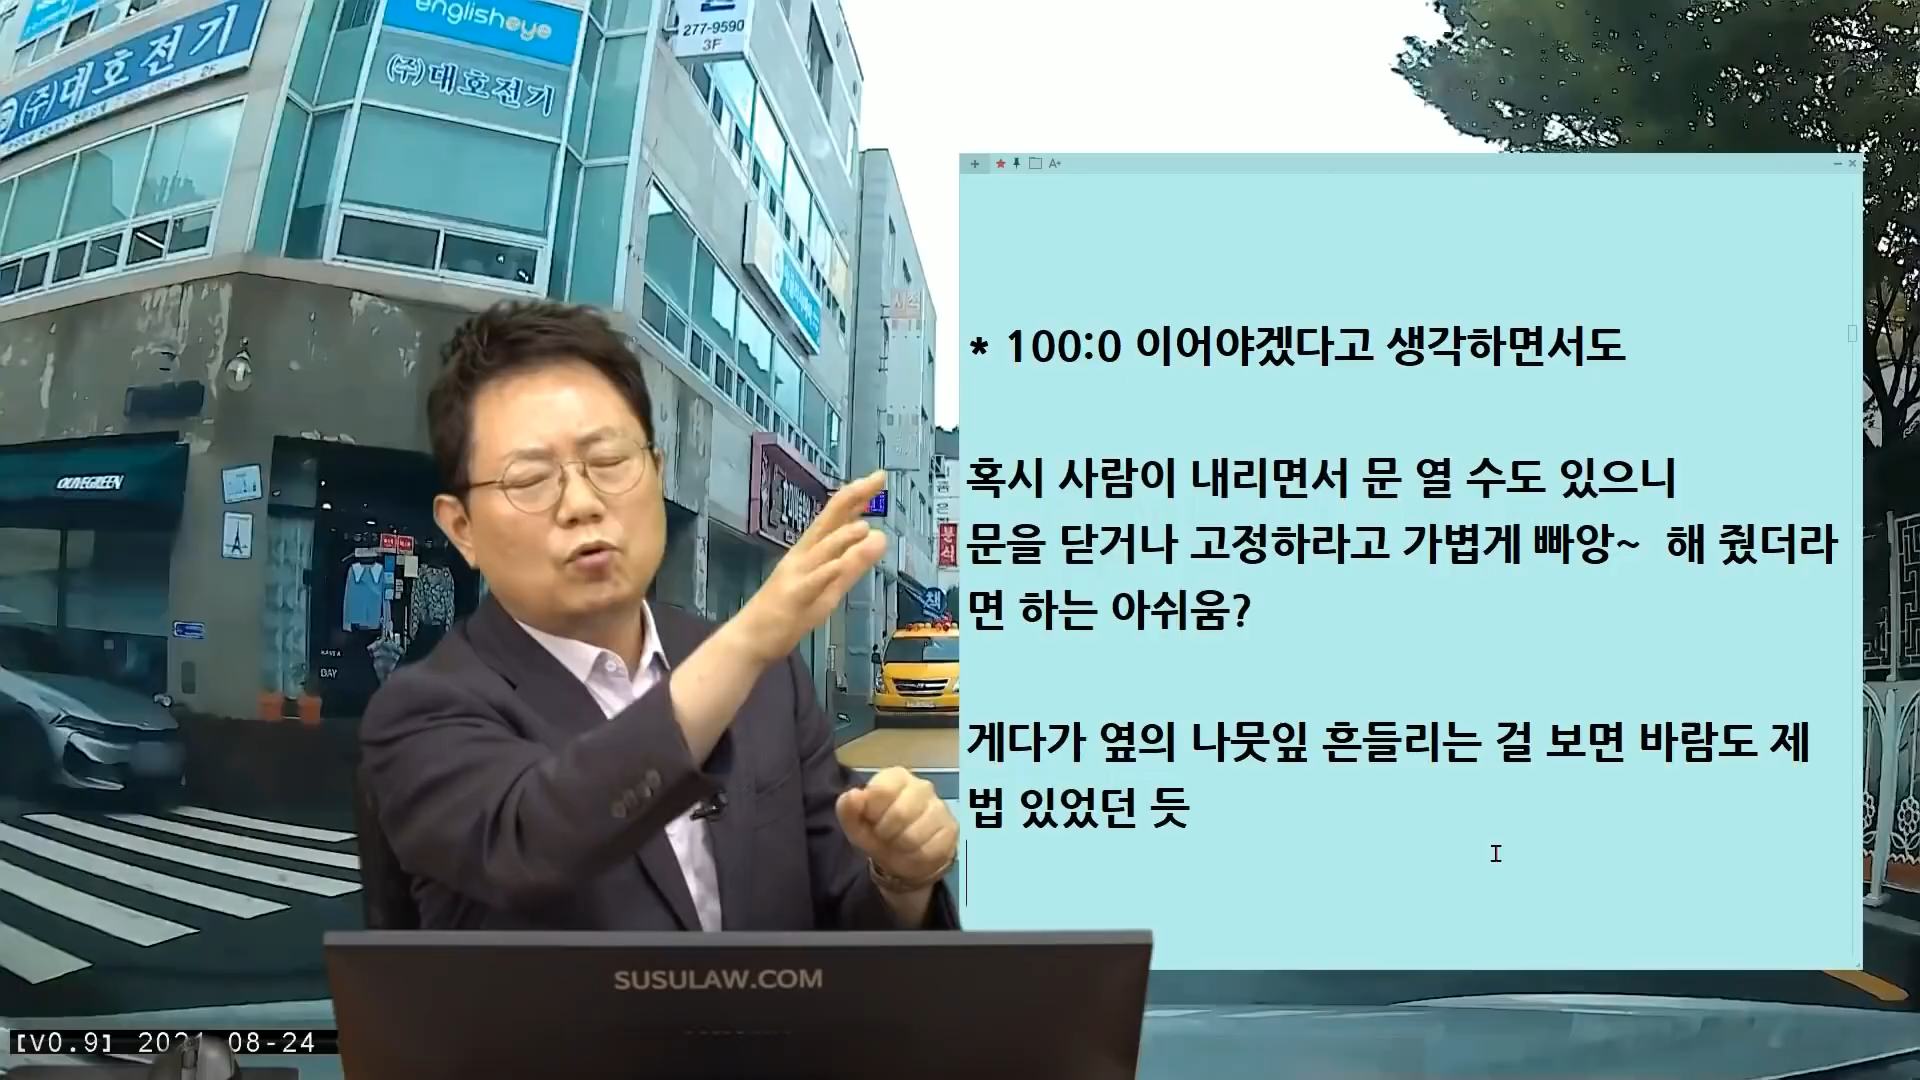 englisheye
(주)대호전기
(주)대호전기
277-9590
3F
OLIVEGREEN
BAY
분식
책
A+
* 100:0 이어야겠다고 생각하면서도
혹시 사람이 내리면서 문 열 수도 있으니
문을 닫거나 고정하라고 가볍게 빠앙~ 해 줬더라
면 하는 아쉬움?
게다가 옆의 나뭇잎 흔들리는 걸 보면 바람도 제
법 있었던 듯
SUSULAW.COM
[V0.9] 2021 08-24